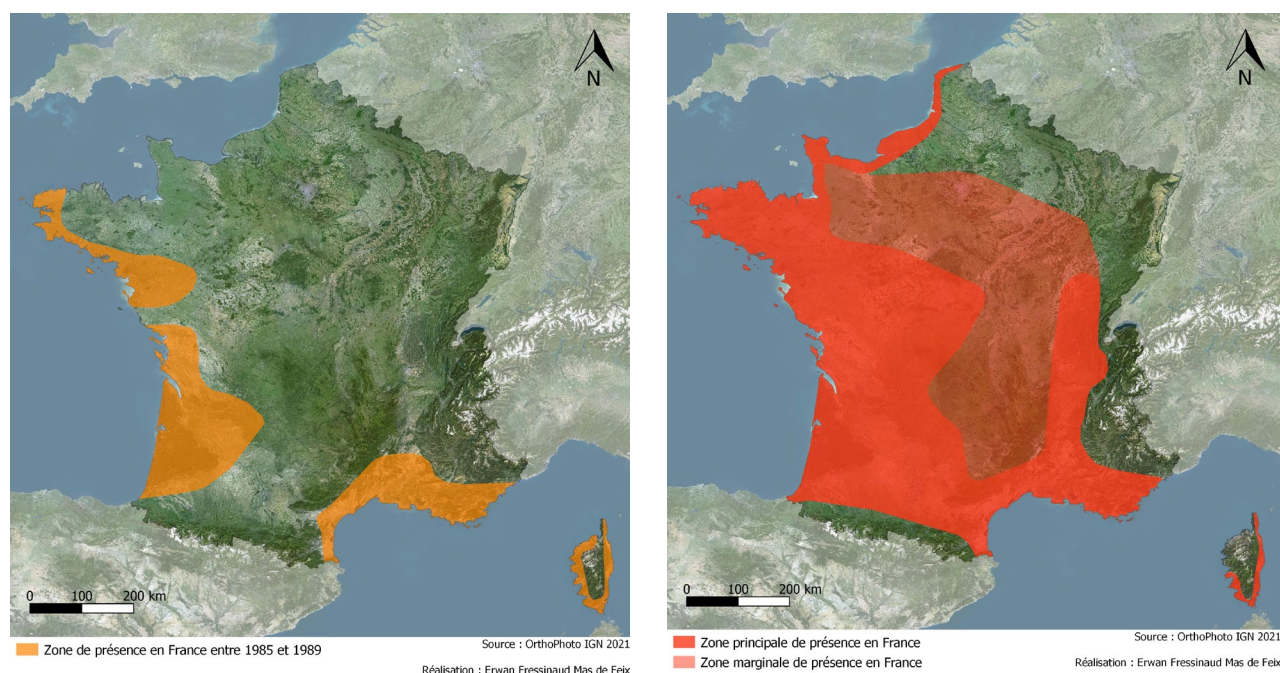 N
0 100 200 km
Zone de présence en France entre 1985 et 1989
Source : OrthoPhoto IGN 2021
Réalisation : Erwan Fressinaud Mas de Feix
N
0 100 200 km
Zone principale de présence en France
Zone marginale de présence en France
Source : OrthoPhoto IGN 2021
Réalisation : Erwan Fressinaud Mas de Feix